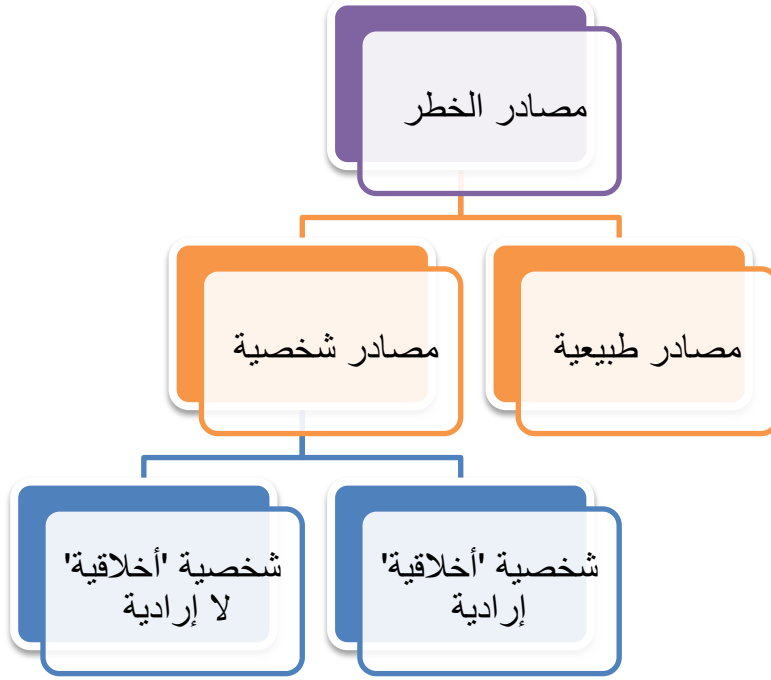 مصادر الخطر
مصادر طبيعية
مصادر شخصية
شخصية 'أخلاقية'
إرادية
شخصية 'أخلاقية'
لا إرادية